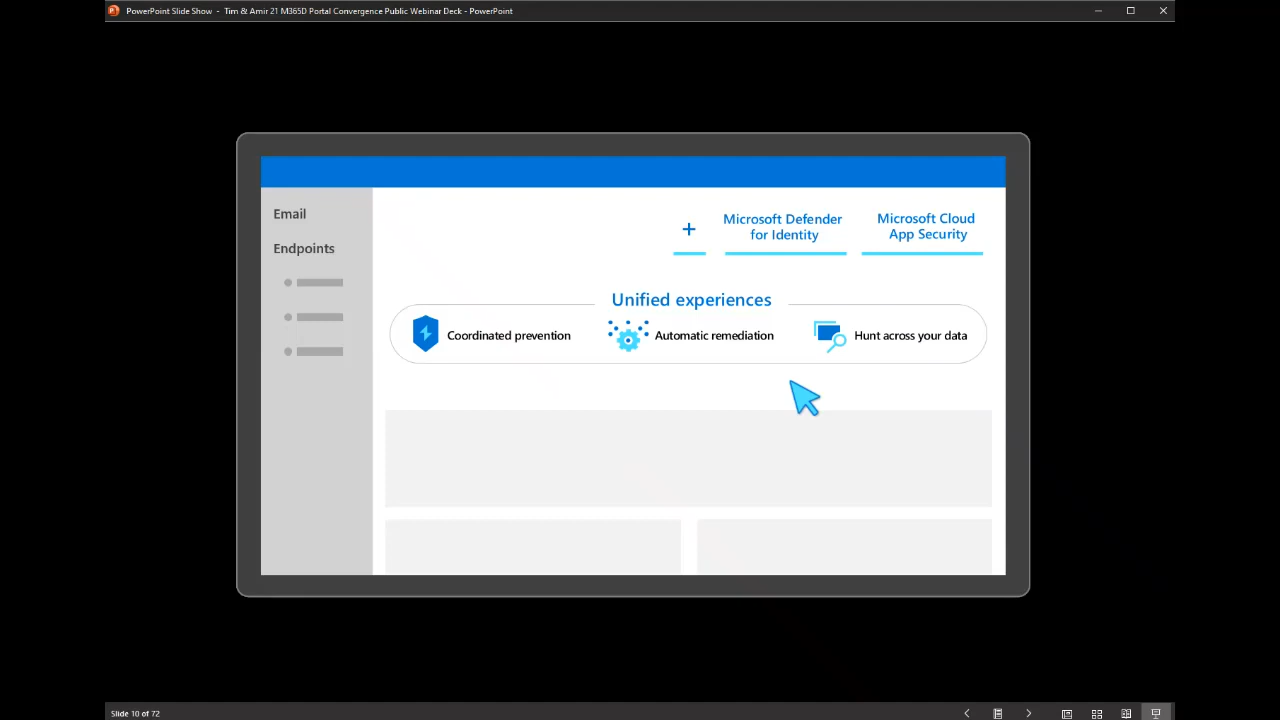 PowerPoint Slide Show - Tim & Amir 21 M365D Portal Convergence Public Webinar Deck - PowerPoint
Email
Endpoints
+
Microsoft Defender
for Identity
Microsoft Cloud
App Security
Unified experiences
Coordinated prevention
Automatic remediation
Hunt across your data
Slide 10 of 72